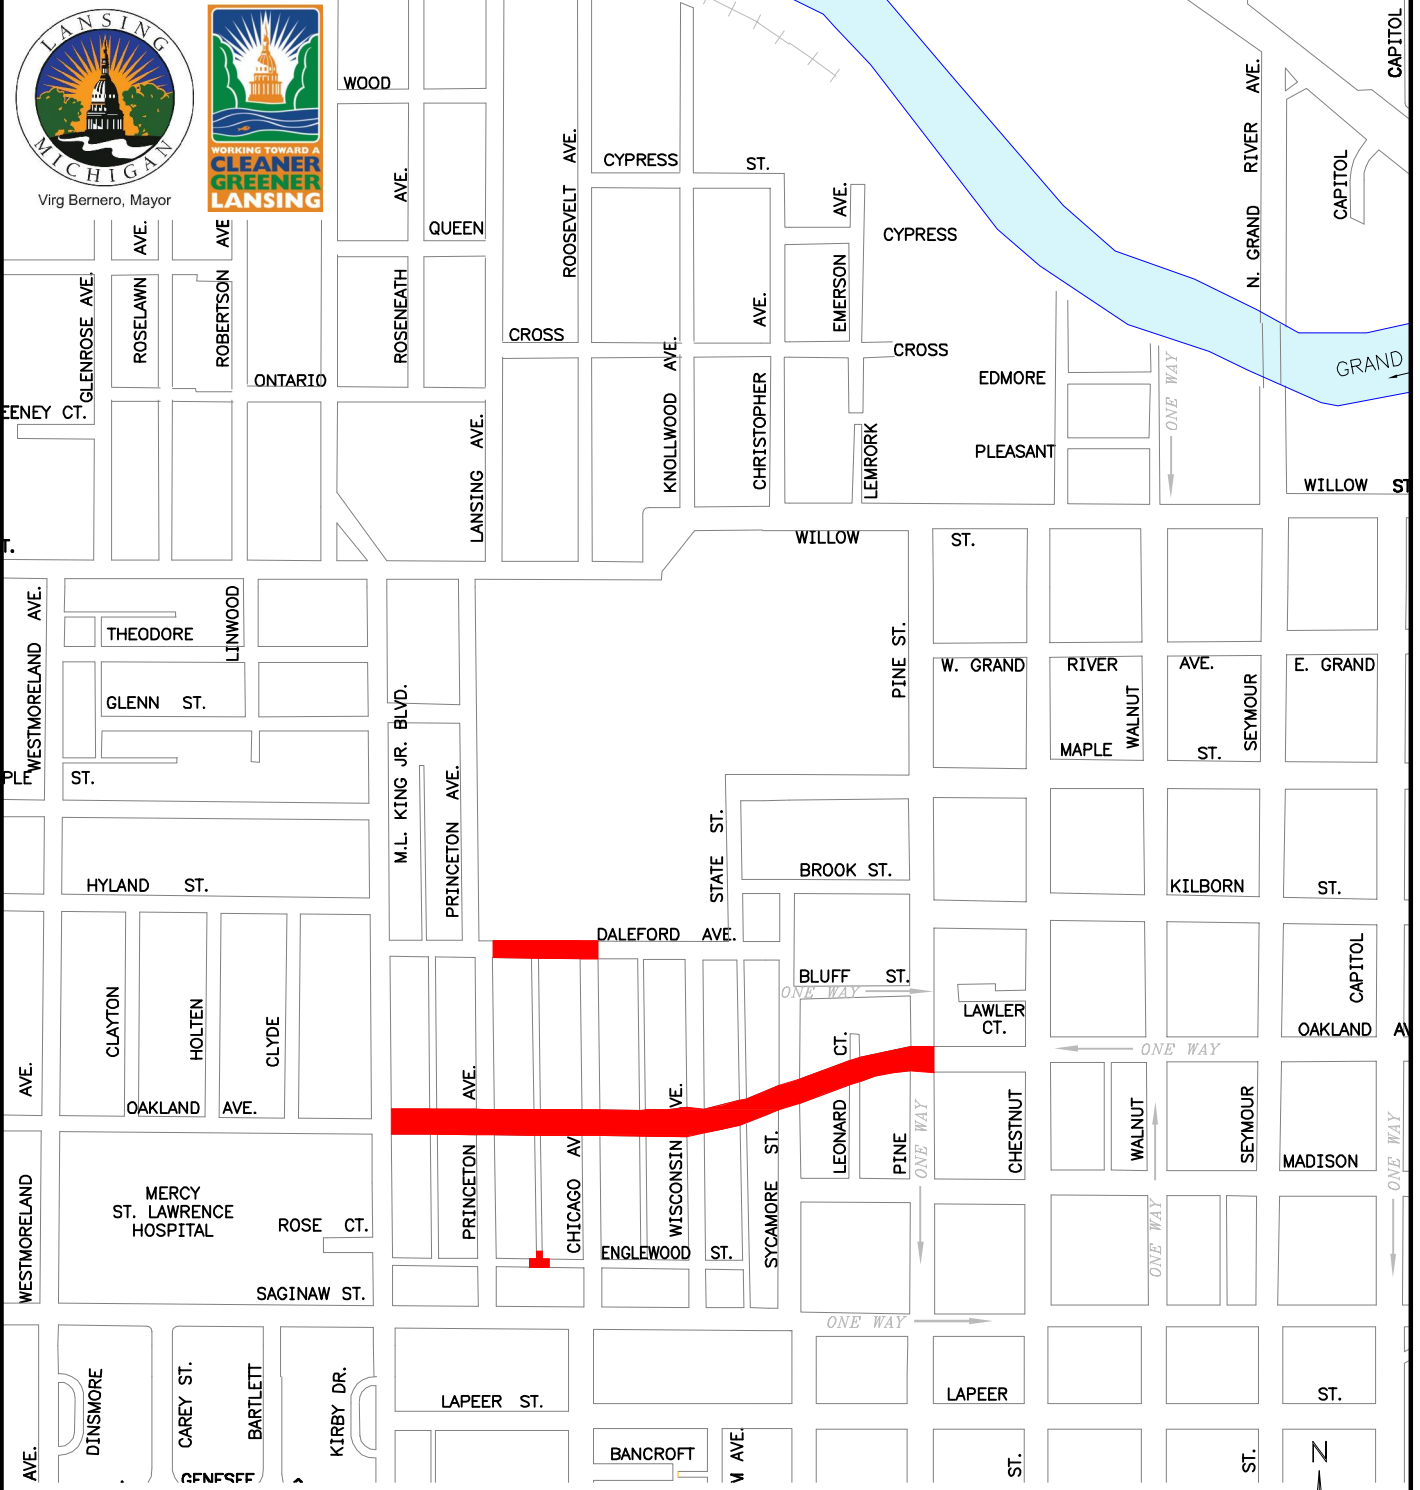 LANSING
MICHIGAN
Virg Bernero, Mayor
WORKING TOWARD A
CLEANER
GREENER
LANSING
WOOD
CAPITOL
N. GRAND RIVER AVE.
ROOSEVELT AVE.
CYPRESS ST.
AVE.
CAPITOL
EMERSON AVE.
QUEEN
CYPRESS
GLENROSE AVE.
ROSELAWN AVE.
ROBERTSON AVE
ROSENEATH
CROSS
CHRISTOPHER AVE.
KNOLLWOOD AVE.
CROSS
GRAND
ONTARIO
EDMORE
ONE WAY
EENEY CT.
LANSING AVE.
LEMRORK
PLEASANT
WILLOW ST
T.
WILLOW ST.
WESTMORELAND AVE.
THEODORE
LINWOOD
GLENN ST.
PINE ST.
W. GRAND RIVER AVE.
E. GRAND
WALNUT
SEYMOUR
MAPLE ST.
PLE ST.
M.L. KING JR. BLVD.
PRINCETON AVE.
STATE ST.
BROOK ST.
HYLAND ST.
KILBORN ST.
DALEFORD AVE.
CAPITOL
BLUFF ST.
ONE WAY
LAWLER
CT.
CLAYTON
HOLTEN
CLYDE
OAKLAND AV
ONE WAY
AVE.
OAKLAND AVE.
PRINCETON AVE.
CHICAGO AV
WISCONSIN VE.
SYCAMORE ST.
LEONARD CT.
PINE
ONE WAY
CHESTNUT
WALNUT
ONE WAY
SEYMOUR
MADISON
ONE WAY
WESTMORELAND
MERCY
ST. LAWRENCE
HOSPITAL
ROSE CT.
ENGLEWOOD ST.
SAGINAW ST.
ONE WAY
DINSMORE
CAREY ST.
BARTLETT
KIRBY DR.
LAPEER ST.
LAPEER ST.
AVE.
GENESEE
BANCROFT
M AVE.
ST.
ST.
N